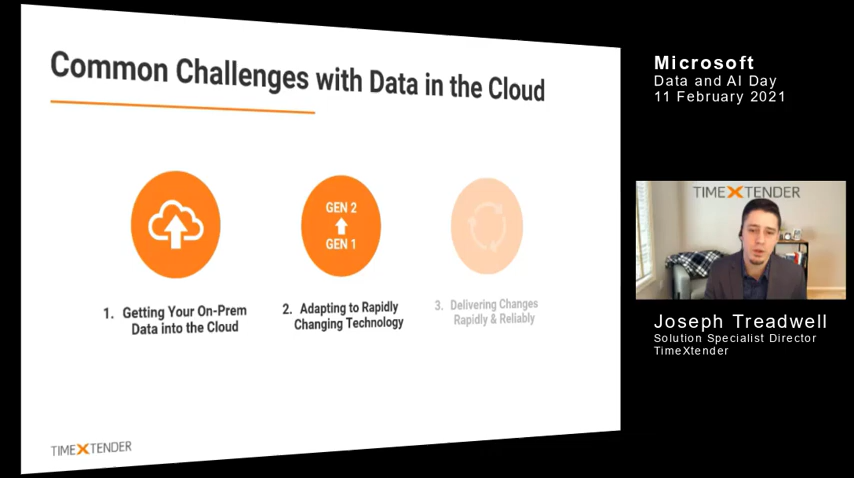 Common Challenges with Data in the Cloud
GEN 2
GEN 1
1. Getting Your On-Prem
Data into the Cloud
2. Adapting to Rapidly
Changing Technology
3. Delivering Changes
Rapidly & Reliably
TIMEXTENDER
Microsoft
Data and AI Day
11 February 2021
TIMEXTENDER
Joseph Treadwell
Solution Specialist Director
TimeXtender